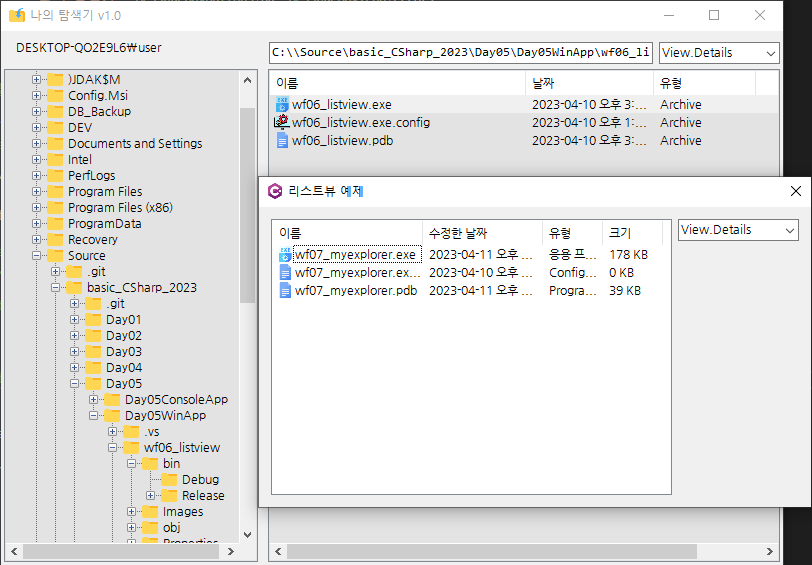 나의 탐색기 v1.0
DESKTOP-QO2E9L6\user
C:\\Source\basic_CSharp_2023\Day05\Day05WinApp\wf06_li
View.Details
)JDAK$M
Config.Msi
DB_Backup
DEV
Documents and Settings
Intel
PerfLogs
Program Files
Program Files (x86)
ProgramData
Recovery
Source
.git
basic_CSharp_2023
.git
Day01
Day02
Day03
Day04
Day05
Day05ConsoleApp
Day05WinApp
.vs
wf06_listview
bin
Debug
Release
Images
obj
Properties
이름 날짜 유형
wf06_listview.exe 2023-04-10 오후 3:... Archive
wf06_listview.exe.config 2023-04-10 오후 1:... Archive
wf06_listview.pdb 2023-04-10 오후 3:... Archive
리스트뷰 예제
이름 수정한 날짜 유형 크기
wf07_myexplorer.exe 2023-04-11 오후 ... 응용 프... 178 KB
wf07_myexplorer.ex... 2023-04-10 오후 ... Config... 0 KB
wf07_myexplorer.pdb 2023-04-11 오후 ... Progra... 39 KB
View.Details